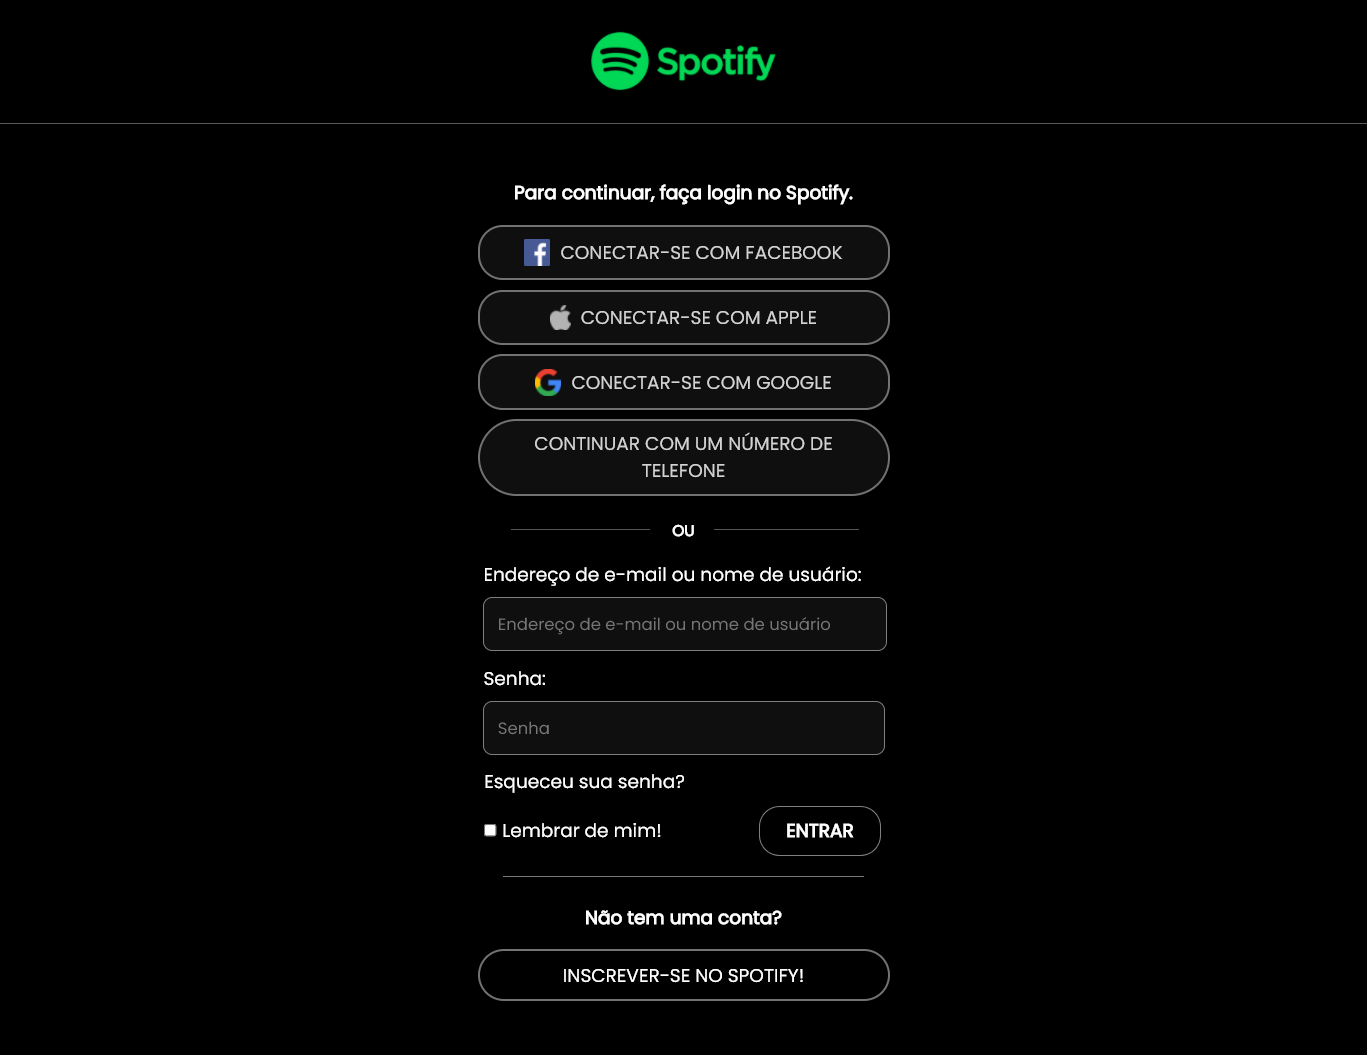 Spotify
Para continuar, faça login no Spotify.
CONECTAR-SE COM FACEBOOK
CONECTAR-SE COM APPLE
CONECTAR-SE COM GOOGLE
CONTINUAR COM UM NÚMERO DE
TELEFONE
OU
Endereço de e-mail ou nome de usuário:
Endereço de e-mail ou nome de usuário
Senha:
Senha
Esqueceu sua senha?
Lembrar de mim!
ENTRAR
Não tem uma conta?
INSCREVER-SE NO SPOTIFY!